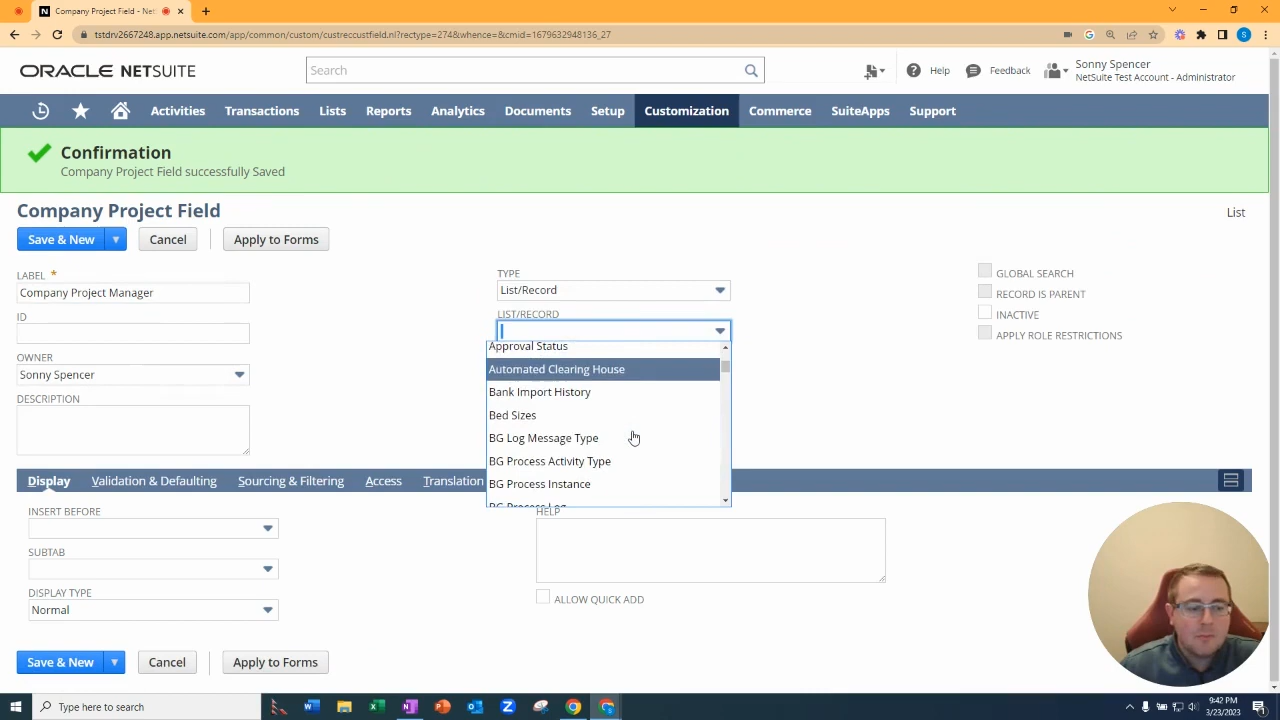 Company Project Field - Net
tstdrv2667248.app.netsuite.com/app/common/custom/custreccustfield.nl?rectype=274&whence=&cmid=1679632948136_27
ORACLE NETSUITE
Search
Help
Feedback
Sonny Spencer
NetSuite Test Account - Administrator
Activities Transactions Lists Reports Analytics Documents Setup Customization Commerce SuiteApps Support
Confirmation
Company Project Field successfully Saved
Company Project Field
List
Save & New Cancel Apply to Forms
LABEL *
Company Project Manager
ID
OWNER
Sonny Spencer
DESCRIPTION
TYPE
List/Record
LIST/RECORD
Approval Status
Automated Clearing House
Bank Import History
Bed Sizes
BG Log Message Type
BG Process Activity Type
BG Process Instance
BG Process Log
GLOBAL SEARCH
RECORD IS PARENT
INACTIVE
APPLY ROLE RESTRICTIONS
Display Validation & Defaulting Sourcing & Filtering Access Translation
INSERT BEFORE
SUBTAB
DISPLAY TYPE
Normal
HELP
ALLOW QUICK ADD
Save & New Cancel Apply to Forms
Type here to search
9:42 PM
3/23/2023